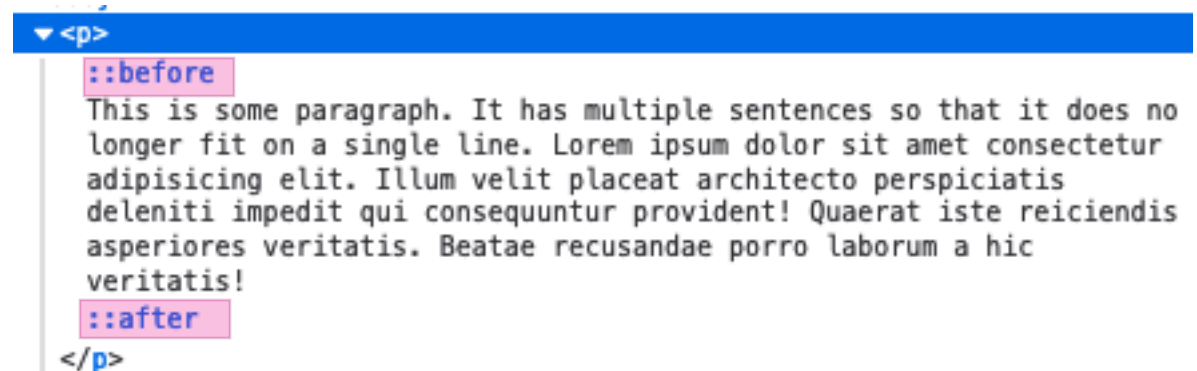 <p>
::before
This is some paragraph. It has multiple sentences so that it does no
longer fit on a single line. Lorem ipsum dolor sit amet consectetur
adipisicing elit. Illum velit placeat architecto perspiciatis
deleniti impedit qui consequuntur provident! Quaerat iste reiciendis
asperiores veritatis. Beatae recusandae porro laborum a hic
veritatis!
::after
</p>